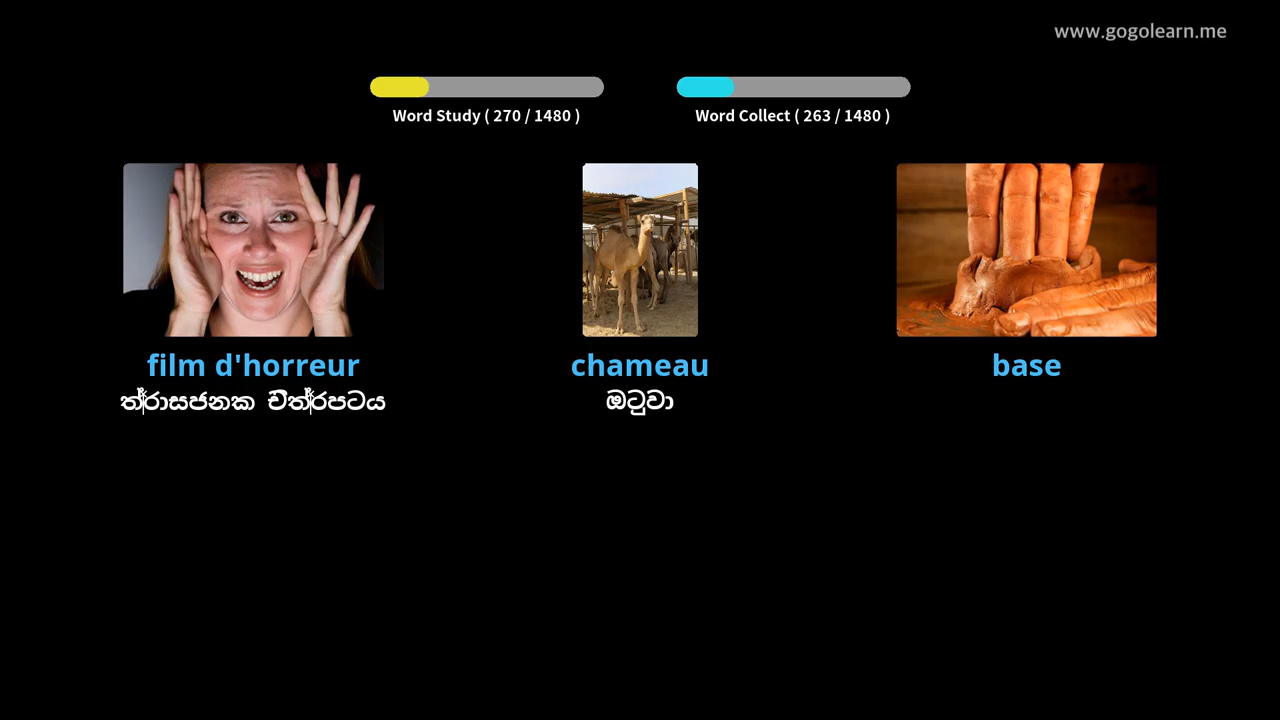 www.gogolearn.me
Word Study ( 270 / 1480 )
Word Collect ( 263 / 1480 )
film d'horreur
ත්‍රාසජනක චිත්‍රපටය
chameau
ඔටුවා
base